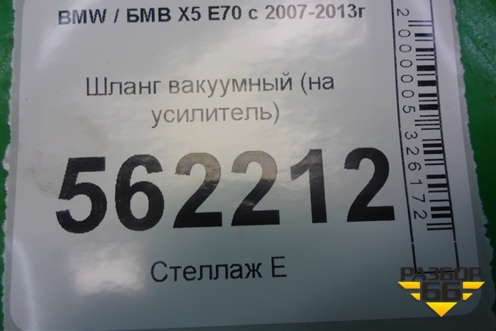 BMW / БМВ X5 E70 с 2007-2013г
Шланг вакуумный (на
усилитель)
562212
Стеллаж Е
2000005326172
РАЗБОР
66